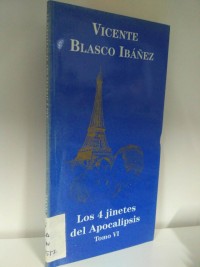 VICENTE
BLASCO IBÁÑEZ
Los 4 jinetes
del Apocalipsis
Tomo VI